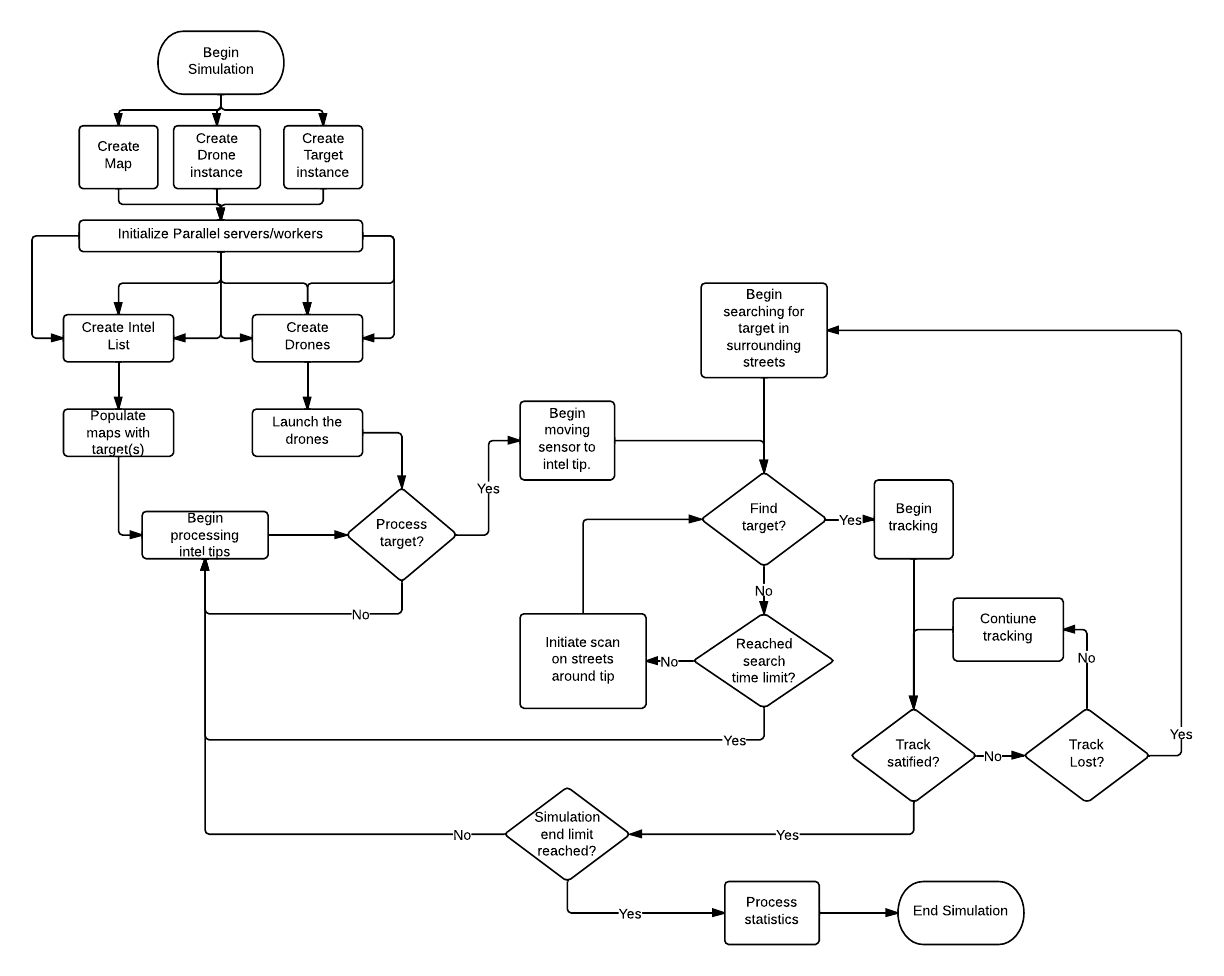 Begin
Simulation
Create
Map
Create
Drone
instance
Create
Target
instance
Initialize Parallel servers/workers
Create Intel
List
Create
Drones
Begin
searching for
target in
surrounding
streets
Populate
maps with
target(s)
Launch the
drones
Begin
moving
sensor to
intel tip.
Yes
Begin
processing
intel tips
Process
target?
No
Find
target?
Yes
Begin
tracking
No
Initiate scan
on streets
around tip
No
Reached
search
time limit?
Yes
Contiune
tracking
No
Track
satified?
No
Track
Lost?
Yes
Simulation
end limit
reached?
No
Yes
Yes
Process
statistics
End Simulation